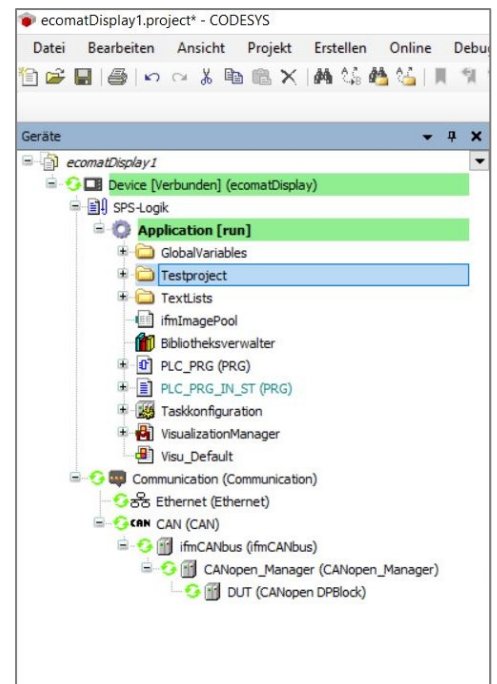 ecomatDisplay1.project* - CODESYS
Datei Bearbeiten Ansicht Projekt Erstellen Online
Geräte
ecomatDisplay1
Device [Verbunden] (ecomatDisplay)
SPS-Logik
Application [run]
GlobalVariables
Testproject
TextLists
ifmImagePool
Bibliotheksverwalter
PLC_PRG (PRG)
PLC_PRG_IN_ST (PRG)
Taskkonfiguration
VisualizationManager
Visu_Default
Communication (Communication)
Ethernet (Ethernet)
CAN CAN (CAN)
ifmCANbus (ifmCANbus)
CANopen_Manager (CANopen_Manager)
DUT (CANopen DPBlock)